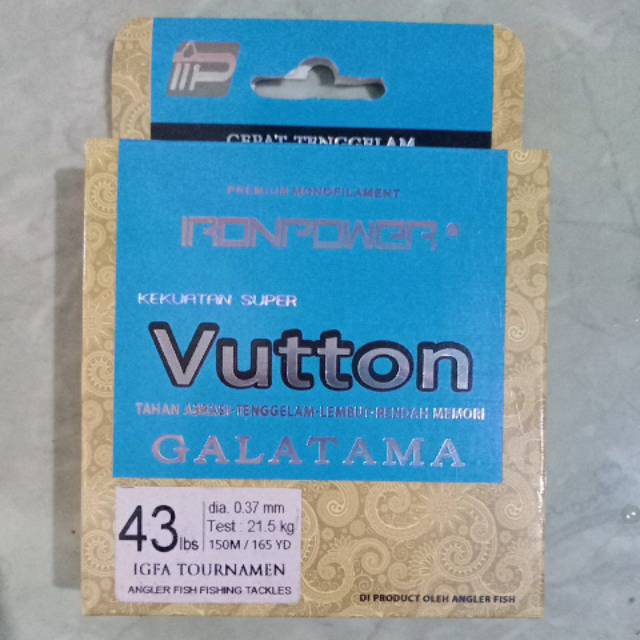 IP
CEPAT TENGGELAM
PREMIUM MONOFILAMENT
IRONPOWER®
KEKUATAN SUPER
Vutton
TAHAN ABRASI-TENGGELAM-LEMBUT-RENDAH MEMORI
GALATAMA
43 lbs
dia. 0.37 mm
Test : 21.5 kg
150M / 165 YD
IGFA TOURNAMEN
ANGLER FISH FISHING TACKLES
DI PRODUCT OLEH ANGLER FISH